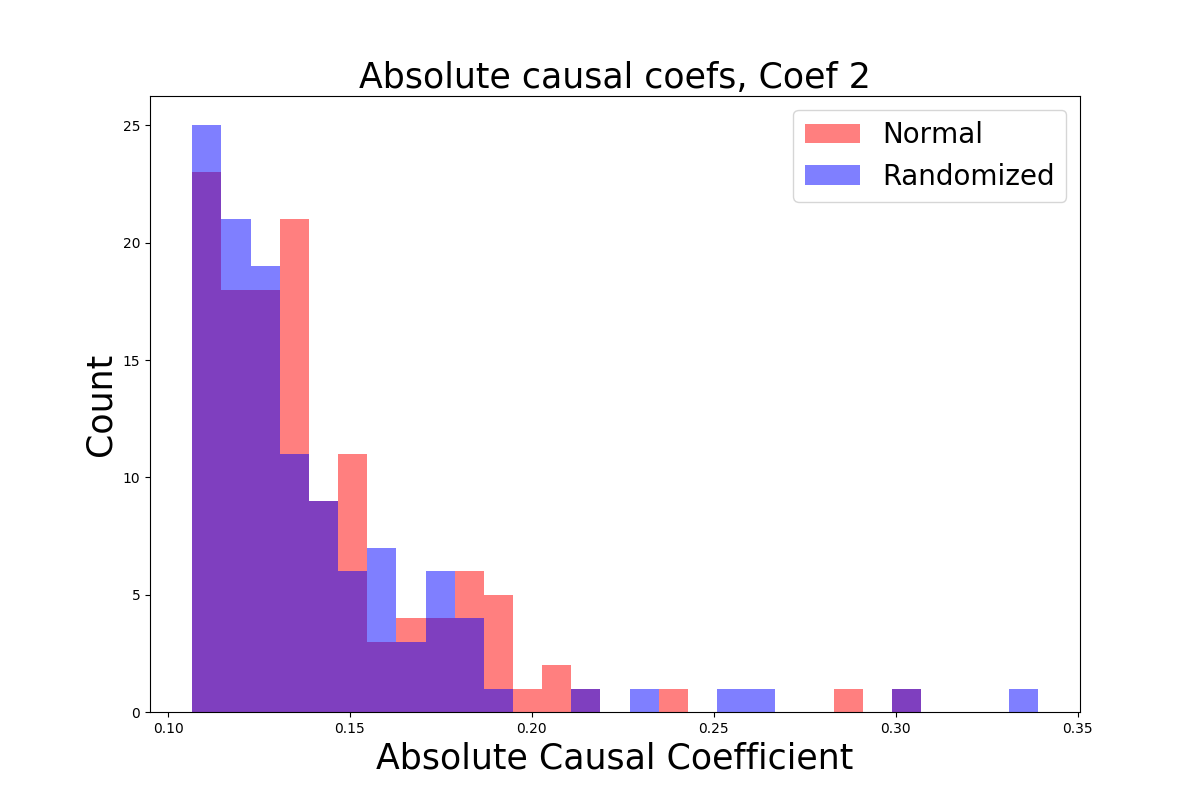 Absolute causal coefs, Coef 2
Normal
Randomized
Count
25
20
15
10
5
0
0.10 0.15 0.20 0.25 0.30 0.35
Absolute Causal Coefficient